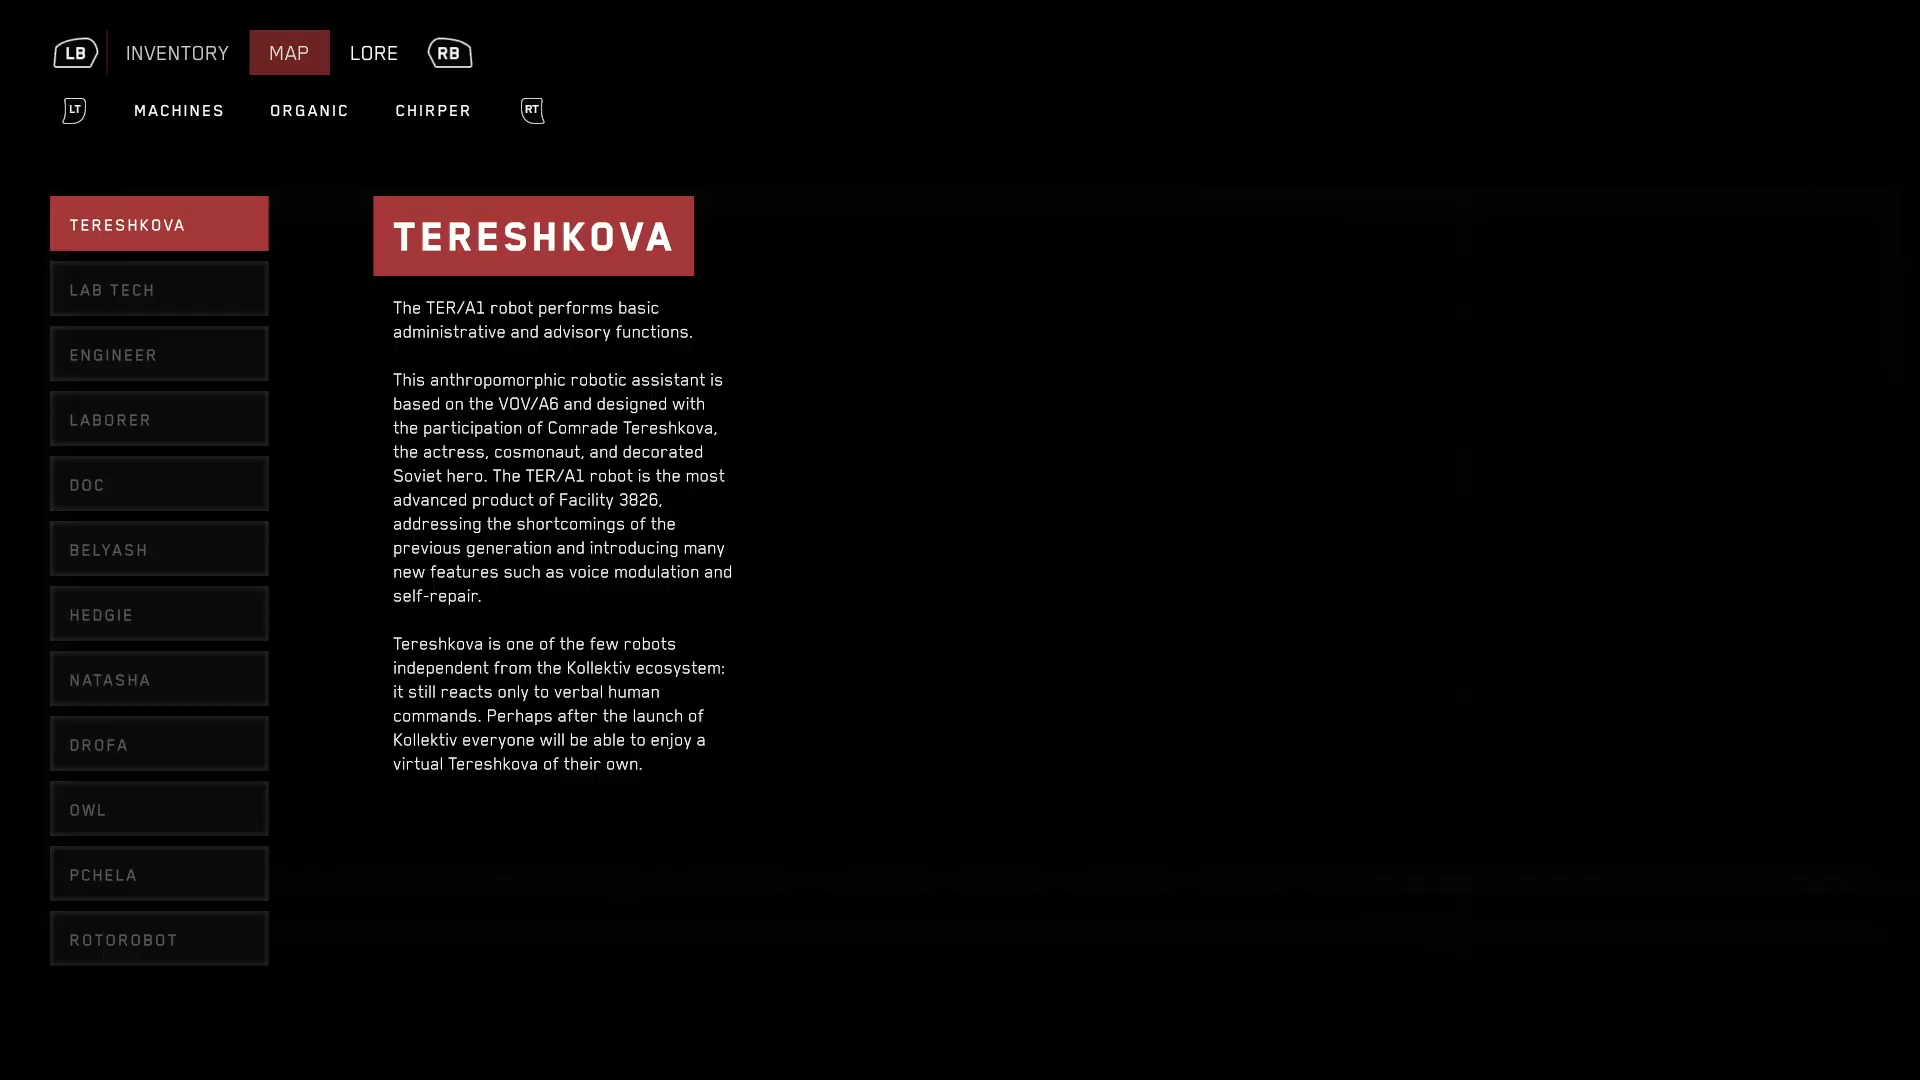 LB INVENTORY MAP LORE RB
LT MACHINES ORGANIC CHIRPER RT
TERESHKOVA
LAB TECH
ENGINEER
LABORER
DOC
BELYASH
HEDGIE
NATASHA
DROFA
OWL
PCHELA
ROTOROBOT
TERESHKOVA
The TER/A1 robot performs basic
administrative and advisory functions.
This anthropomorphic robotic assistant is
based on the VOV/A6 and designed with
the participation of Comrade Tereshkova,
the actress, cosmonaut, and decorated
Soviet hero. The TER/A1 robot is the most
advanced product of Facility 3826,
addressing the shortcomings of the
previous generation and introducing many
new features such as voice modulation and
self-repair.
Tereshkova is one of the few robots
independent from the Kollektiv ecosystem:
it still reacts only to verbal human
commands. Perhaps after the launch of
Kollektiv everyone will be able to enjoy a
virtual Tereshkova of their own.